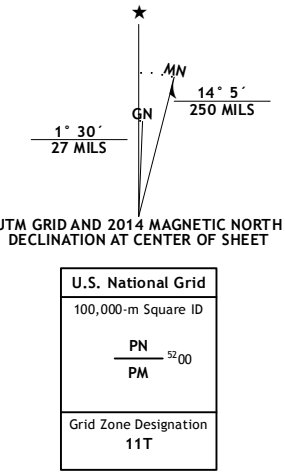 ★
MN
GN
14° 5´
250 MILS
1° 30´
27 MILS
UTM GRID AND 2014 MAGNETIC NORTH
DECLINATION AT CENTER OF SHEET
U.S. National Grid
100,000-m Square ID
PN
5200
PM
Grid Zone Designation
11T